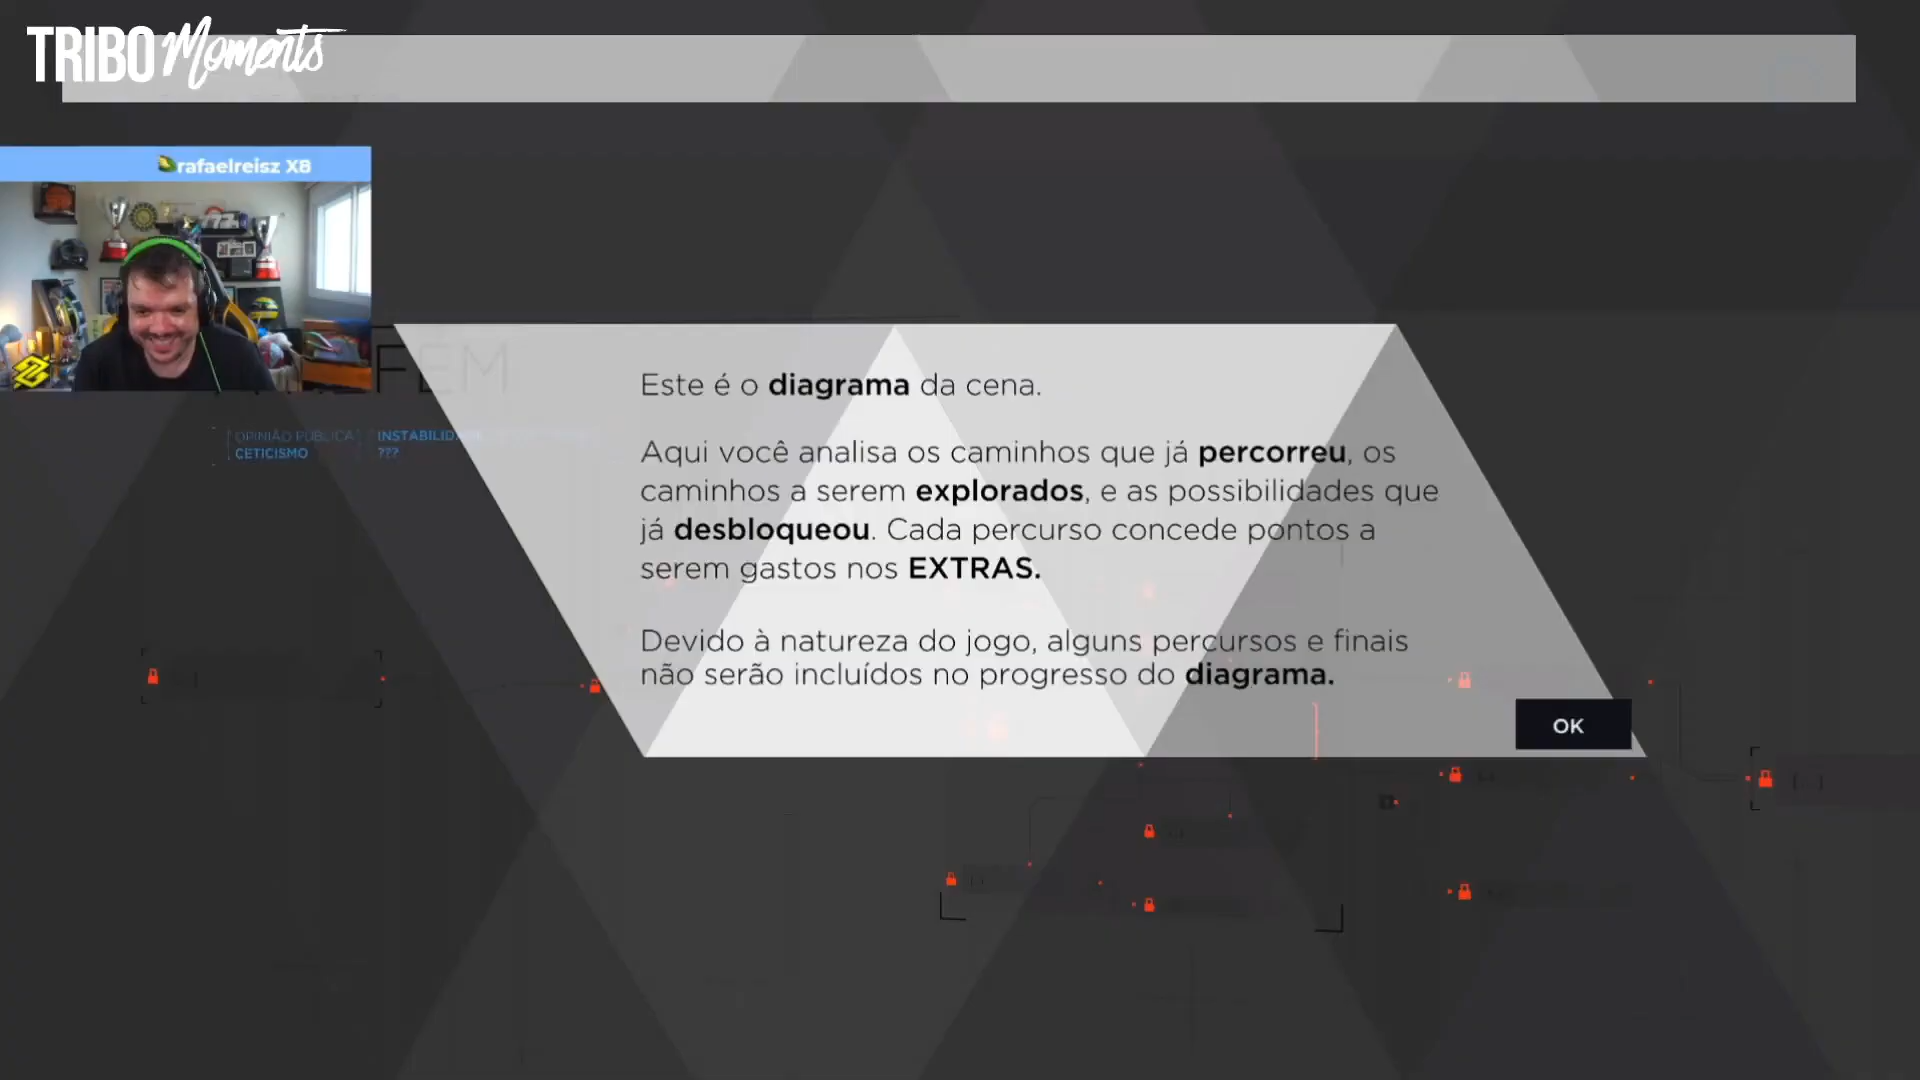 TRIBO Moments
rafaelreisz X8
Este é o diagrama da cena.
OPINIÃO PÚBLICA
CETICISMO
???
Aqui você analisa os caminhos que já percorreu, os
caminhos a serem explorados, e as possibilidades que
já desbloqueou. Cada percurso concede pontos a
serem gastos nos EXTRAS.
Devido à natureza do jogo, alguns percursos e finais
não serão incluídos no progresso do diagrama.
OK